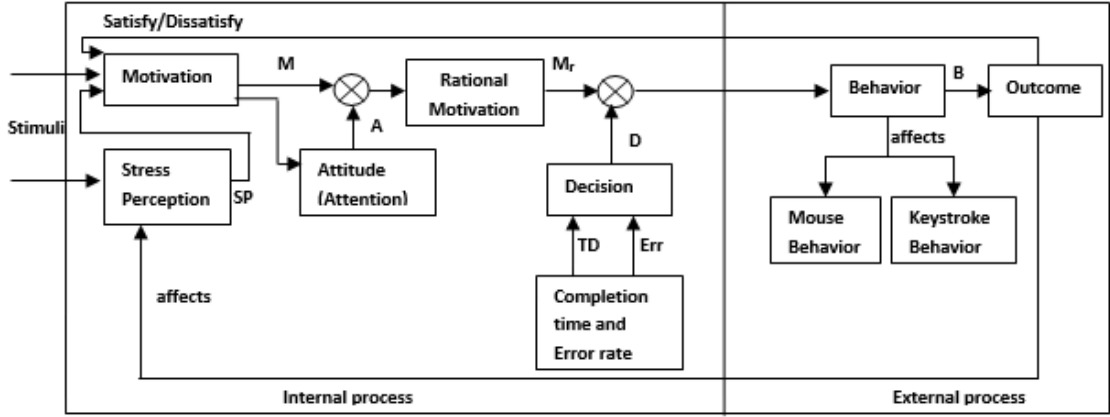 Satisfy/Dissatisfy
Motivation
M
Rational
Motivation
Mr
Behavior
B
Outcome
Stimuli
A
D
affects
Stress
Perception
SP
Attitude
(Attention)
Decision
Mouse
Behavior
Keystroke
Behavior
TD
Err
affects
Completion
time and
Error rate
Internal process
External process